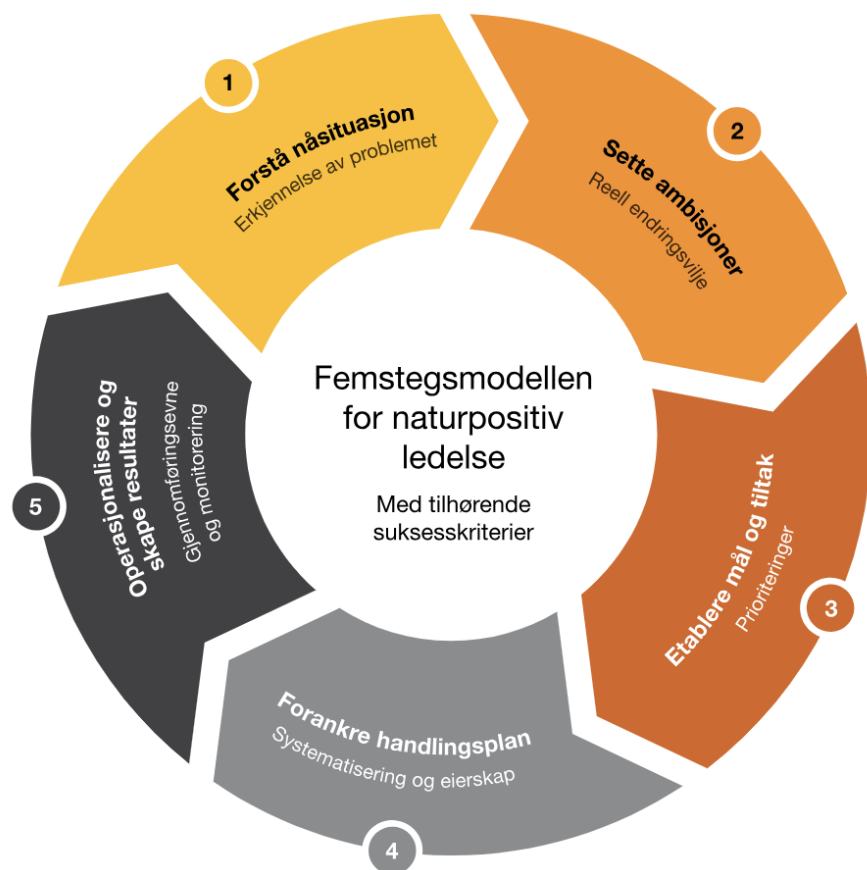 Femstegsmodellen
for naturpositiv
ledelse
Med tilhørende
suksesskriterier
1
Forstå nåsituasjon
Erkjennelse av problemet
2
Sette ambisjoner
Reell endringsvilje
3
Etablere mål og tiltak
Prioriteringer
4
Forankre handlingsplan
Systematisering og eierskap
5
Operasjonalisere og
skape resultater
Gjennomføringsevne
og monitorering